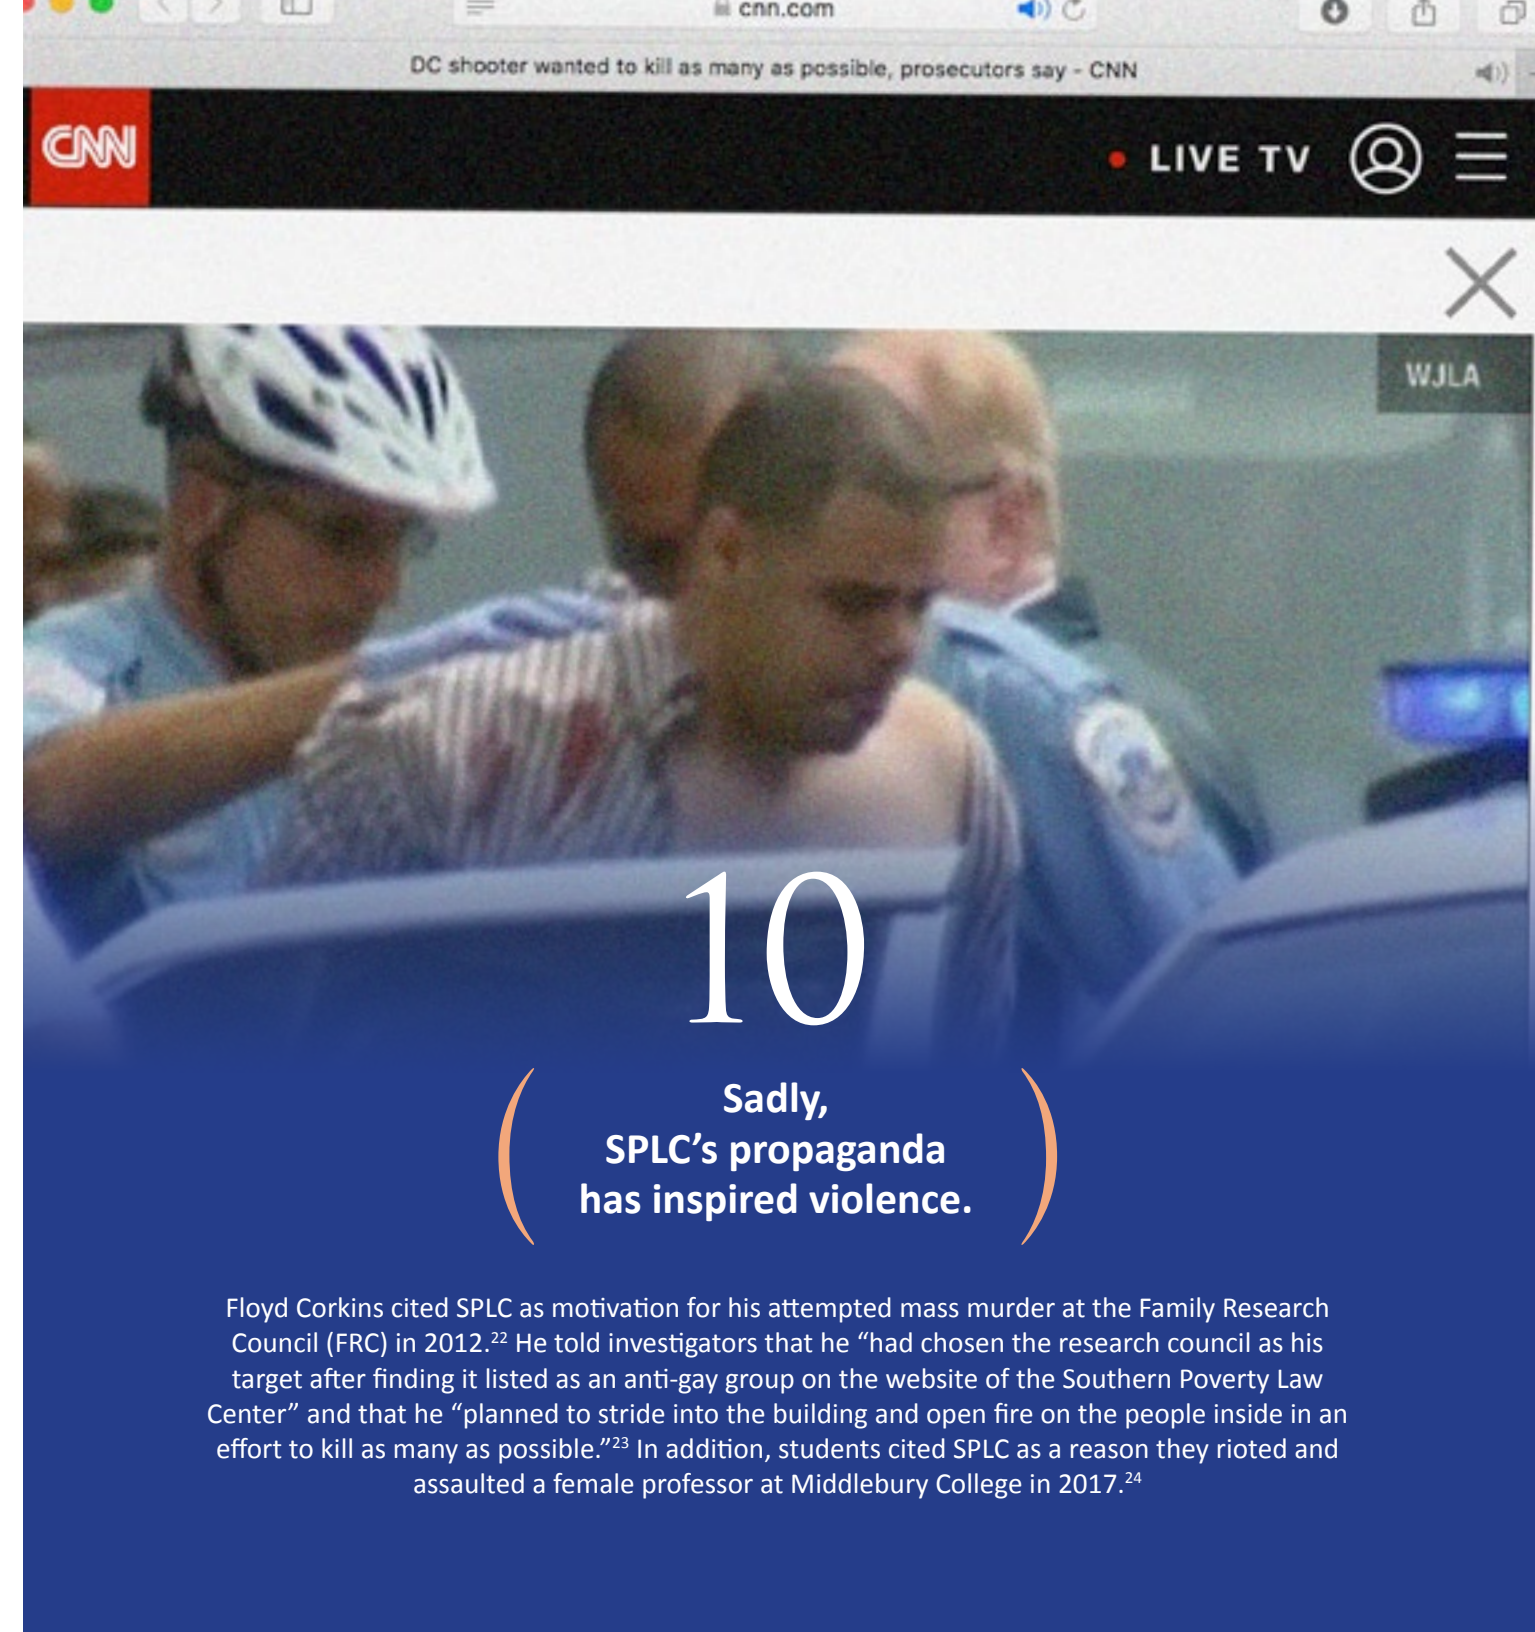 cnn.com
DC shooter wanted to kill as many as possible, prosecutors say - CNN
CNN
LIVE TV
WJLA
10
Sadly,
SPLC’s propaganda
has inspired violence.
Floyd Corkins cited SPLC as motivation for his attempted mass murder at the Family Research
Council (FRC) in 2012.22 He told investigators that he “had chosen the research council as his
target after finding it listed as an anti-gay group on the website of the Southern Poverty Law
Center” and that he “planned to stride into the building and open fire on the people inside in an
effort to kill as many as possible.”23 In addition, students cited SPLC as a reason they rioted and
assaulted a female professor at Middlebury College in 2017.24